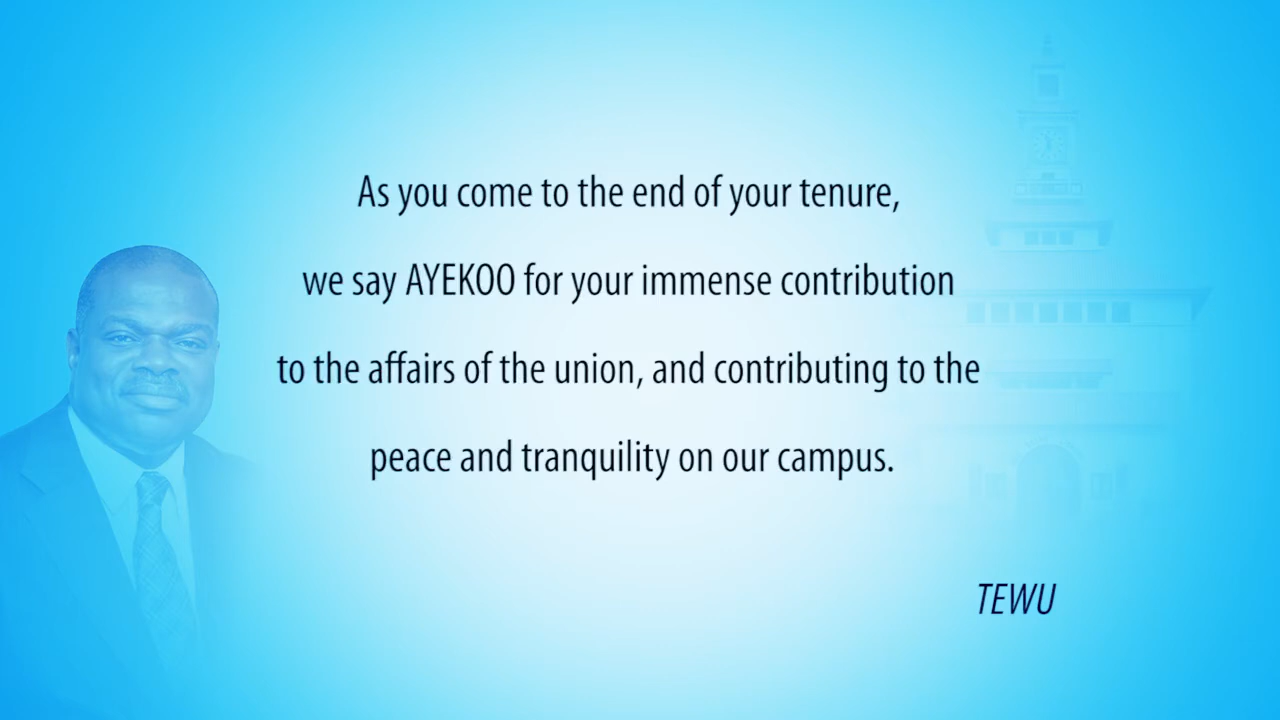 As you come to the end of your tenure,
we say AYEKOO for your immense contribution
to the affairs of the union, and contributing to the
peace and tranquility on our campus.
TEWU